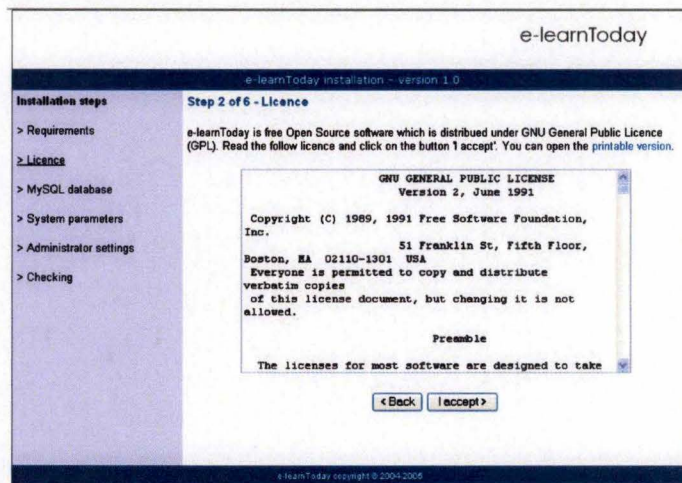 e-learnToday
e-learnToday installation - version 1.0
Installation steps
> Requirements
> Licence
> MySQL database
> System parameters
> Administrator settings
> Checking
Step 2 of 6 - Licence
e-learnToday is free Open Source software which is distribued under GNU General Public Licence
(GPL). Read the follow licence and click on the button 'I accept'. You can open the printable version.
GNU GENERAL PUBLIC LICENSE
Version 2, June 1991
Copyright (C) 1989, 1991 Free Software Foundation,
Inc.
51 Franklin St, Fifth Floor,
Boston, MA 02110-1301 USA
Everyone is permitted to copy and distribute
verbatim copies
of this license document, but changing it is not
allowed.
Preamble
The licenses for most software are designed to take
< Back
I accept >
e-learnToday copyright © 2004-2006